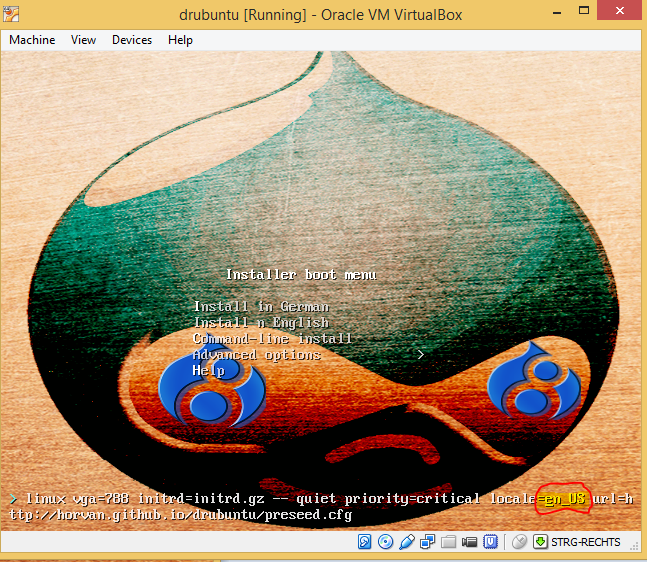 drubuntu [Running] - Oracle VM VirtualBox
Machine View Devices Help
Installer boot menu
Install in German
Install n English
Command-line install
Advanced options >
Help
> linux vga=788 initrd=initrd.gz -- quiet priority=critical locale=en_US url=h
ttp://horvan.github.io/drubuntu/preseed.cfg
STRG-RECHTS